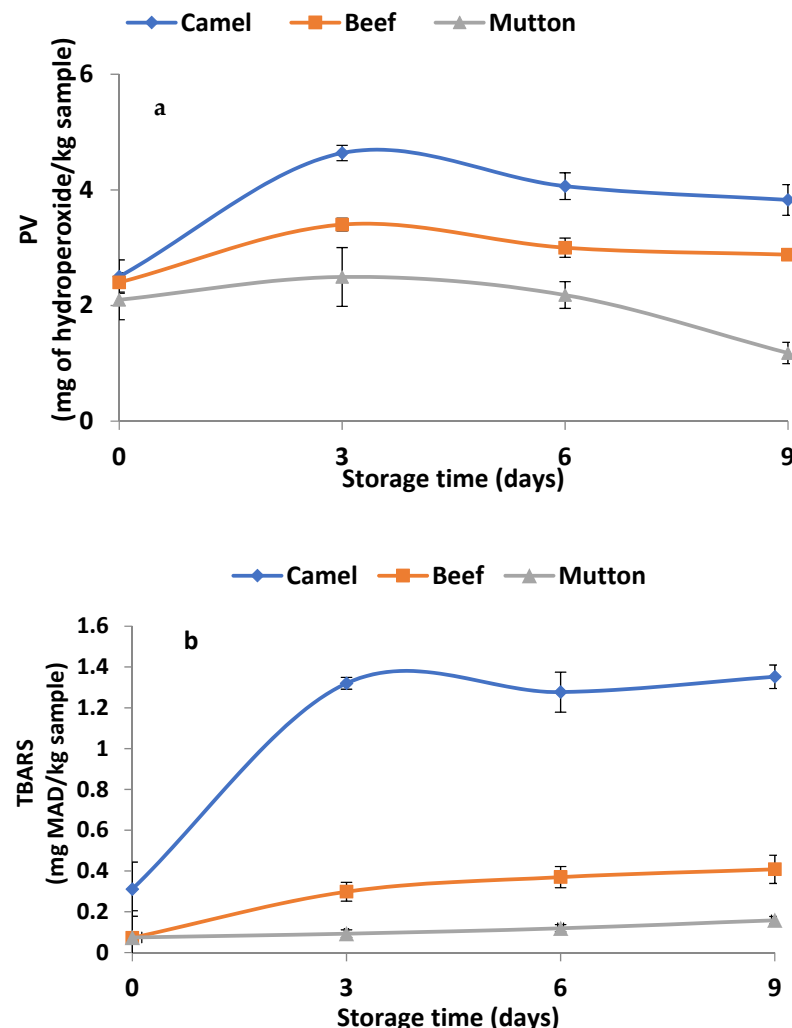 Camel Beef Mutton
6
a
4
2
0
PV
(mg of hydroperoxide/kg sample)
0 3 6 9
Storage time (days)
Camel Beef Mutton
1.6
b
1.4
1.2
1
0.8
0.6
0.4
0.2
0
TBARS
(mg MAD/kg sample)
0 3 6 9
Storage time (days)